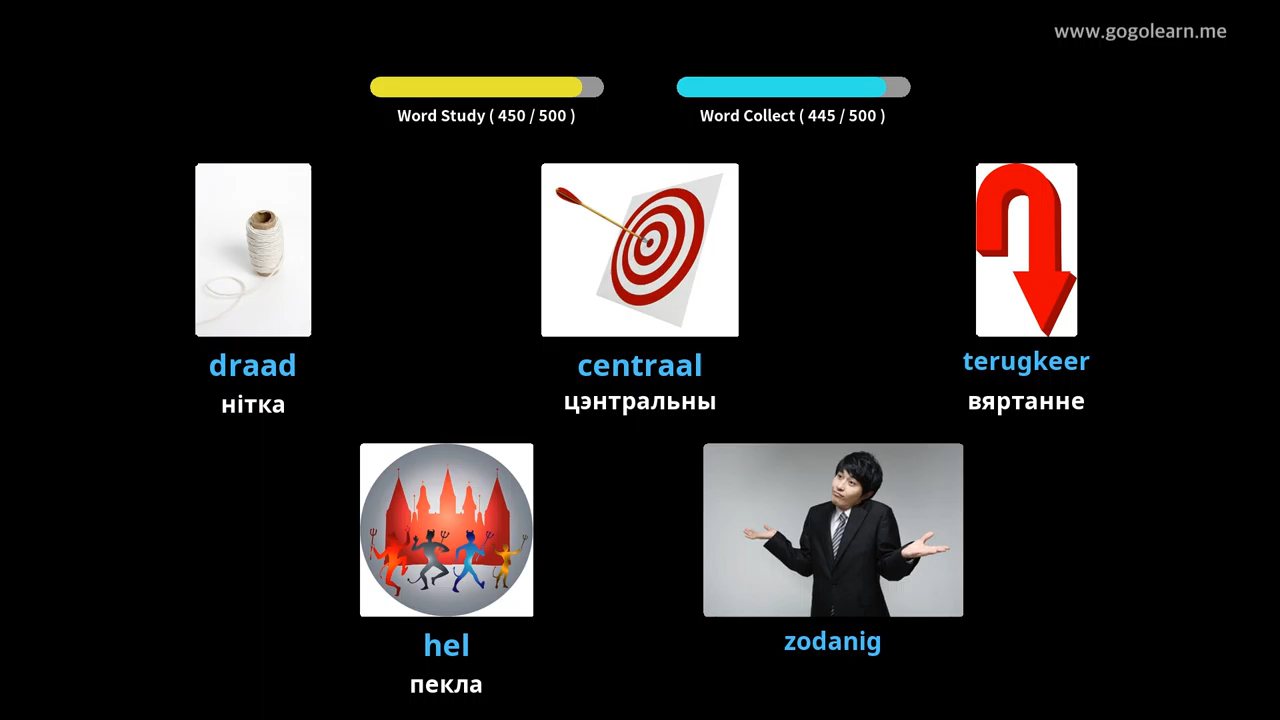 www.gogolearn.me
Word Study ( 450 / 500 )
Word Collect ( 445 / 500 )
draad
centraal
terugkeer
нітка
цэнтральны
вяртанне
hel
zodanig
пекла